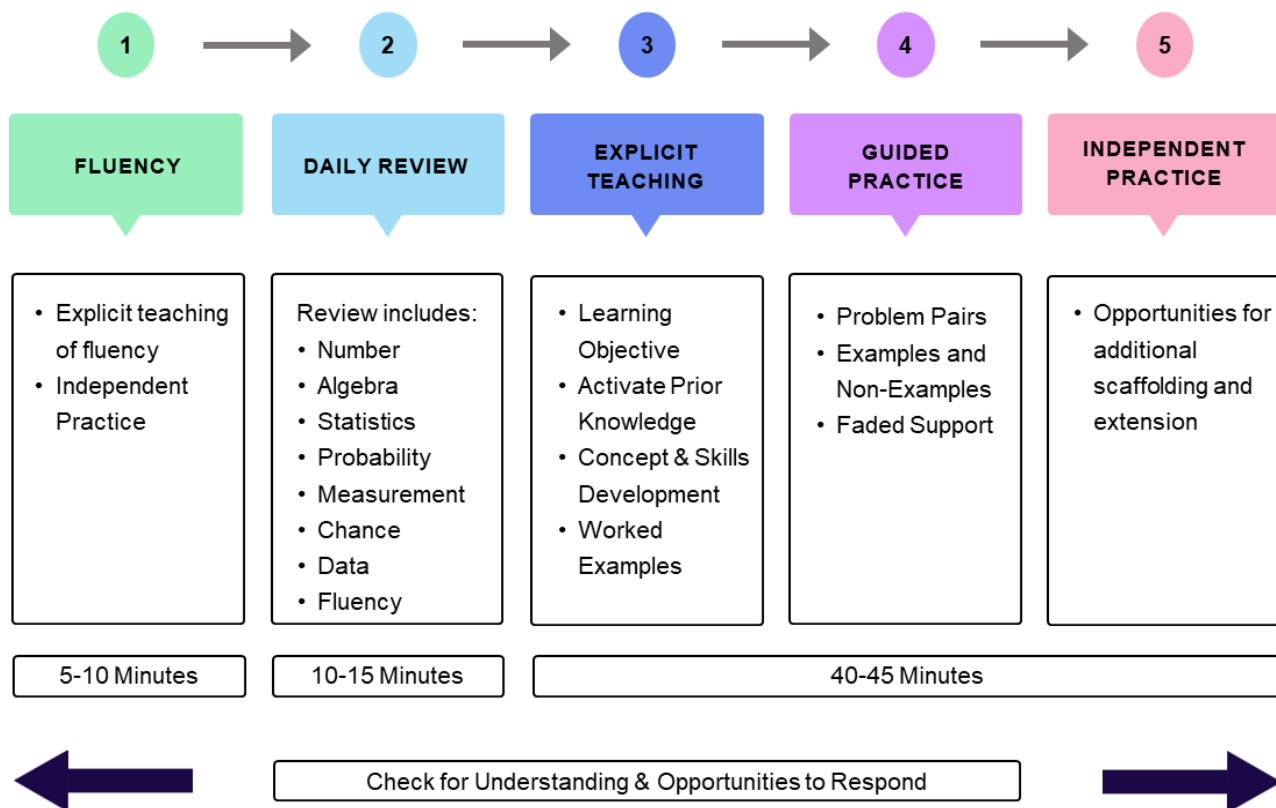 1
2
3
4
5
FLUENCY
DAILY REVIEW
EXPLICIT
TEACHING
GUIDED
PRACTICE
INDEPENDENT
PRACTICE
• Explicit teaching
of fluency
• Independent
Practice
Review includes:
• Number
• Algebra
• Statistics
• Probability
• Measurement
• Chance
• Data
• Fluency
• Learning
Objective
• Activate Prior
Knowledge
• Concept & Skills
Development
• Worked
Examples
• Problem Pairs
• Examples and
Non-Examples
• Faded Support
• Opportunities for
additional
scaffolding and
extension
5-10 Minutes
10-15 Minutes
40-45 Minutes
Check for Understanding & Opportunities to Respond